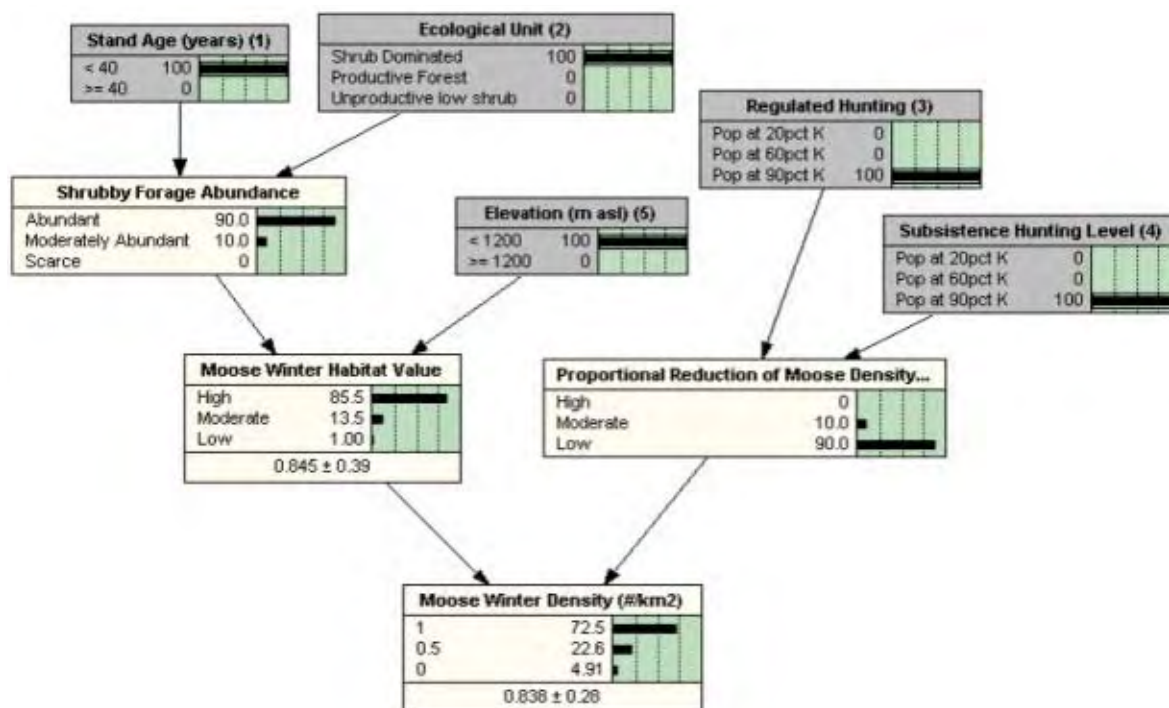 Stand Age (years) (1)
< 40 100
>= 40 0
Ecological Unit (2)
Shrub Dominated 100
Productive Forest 0
Unproductive low shrub 0
Regulated Hunting (3)
Pop at 20pct K 0
Pop at 60pct K 0
Pop at 90pct K 100
Shrubby Forage Abundance
Abundant 90.0
Moderately Abundant 10.0
Scarce 0
Elevation (m asl) (5)
< 1200 100
>= 1200 0
Subsistence Hunting Level (4)
Pop at 20pct K 0
Pop at 60pct K 0
Pop at 90pct K 100
Moose Winter Habitat Value
High 85.5
Moderate 13.5
Low 1.00
0.845 ± 0.39
Proportional Reduction of Moose Density...
High 0
Moderate 10.0
Low 90.0
Moose Winter Density (#/km2)
1 72.5
0.5 22.6
0 4.91
0.838 ± 0.28